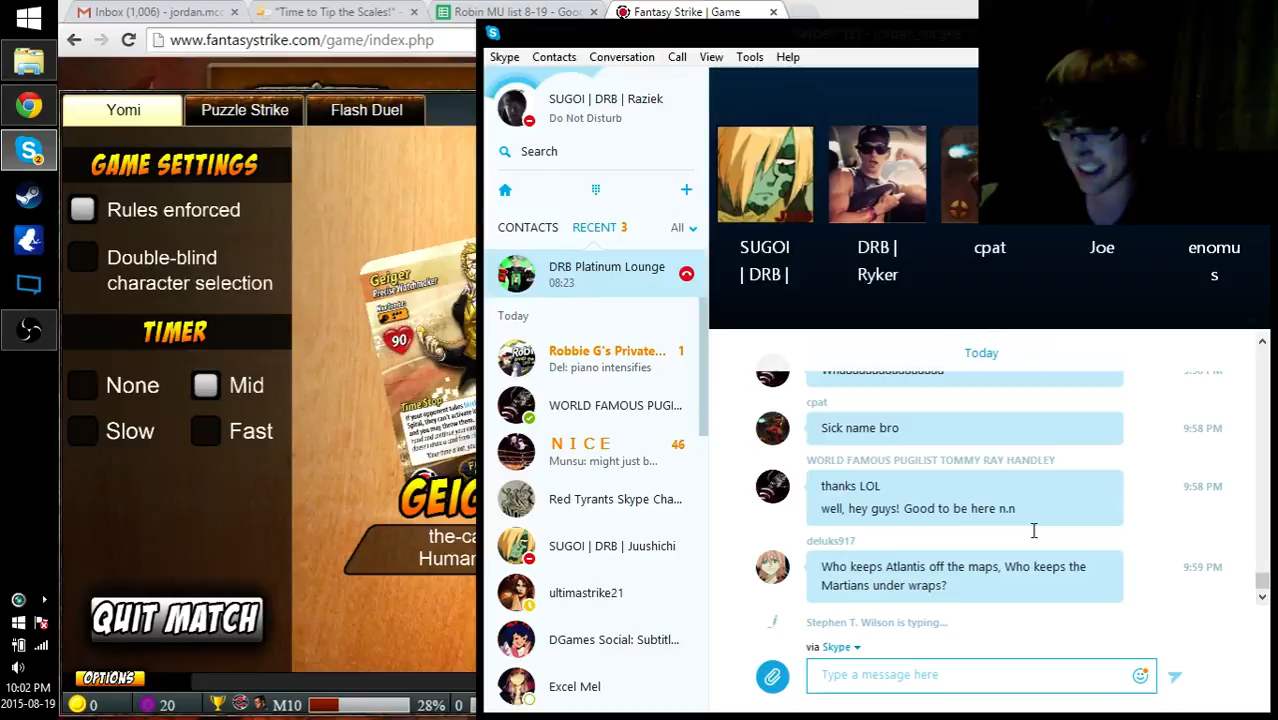 Inbox (1,006) - jordan.mcc
"Time to Tip the Scales!" -
Robin MU list 8-19 - Goo
Fantasy Strike | Game
www.fantasystrike.com/game/index.php
Skype Contacts Conversation Call View Tools Help
Yomi
Puzzle Strike
Flash Duel
GAME SETTINGS
Rules enforced
Double-blind
character selection
TIMER
None
Mid
Slow
Fast
QUIT MATCH
OPTIONS
0
20
M10
28%
0
Geiger
Precise Watchmaker
90
Time Stop
GEIG
the-ca
Human
SUGOI | DRB | Raziek
Do Not Disturb
Search
CONTACTS
RECENT 3
All
DRB Platinum Lounge
08:23
Today
Robbie G's Private...
1
Del: piano intensifies
WORLD FAMOUS PUGI...
N I C E
46
Munsu: might just b...
Red Tyrants Skype Cha...
SUGOI | DRB | Juushichi
ultimastrike21
DGames Social: Subtitl...
Excel Mel
SUGOI
| DRB |
DRB |
Ryker
cpat
Joe
enomu
s
Today
cpat
Sick name bro
9:58 PM
WORLD FAMOUS PUGILIST TOMMY RAY HANDLEY
thanks LOL
9:58 PM
well, hey guys! Good to be here n.n
deluks917
Who keeps Atlantis off the maps, Who keeps the
9:59 PM
Martians under wraps?
Stephen T. Wilson is typing...
via Skype
Type a message here
10:02 PM
2015-08-19